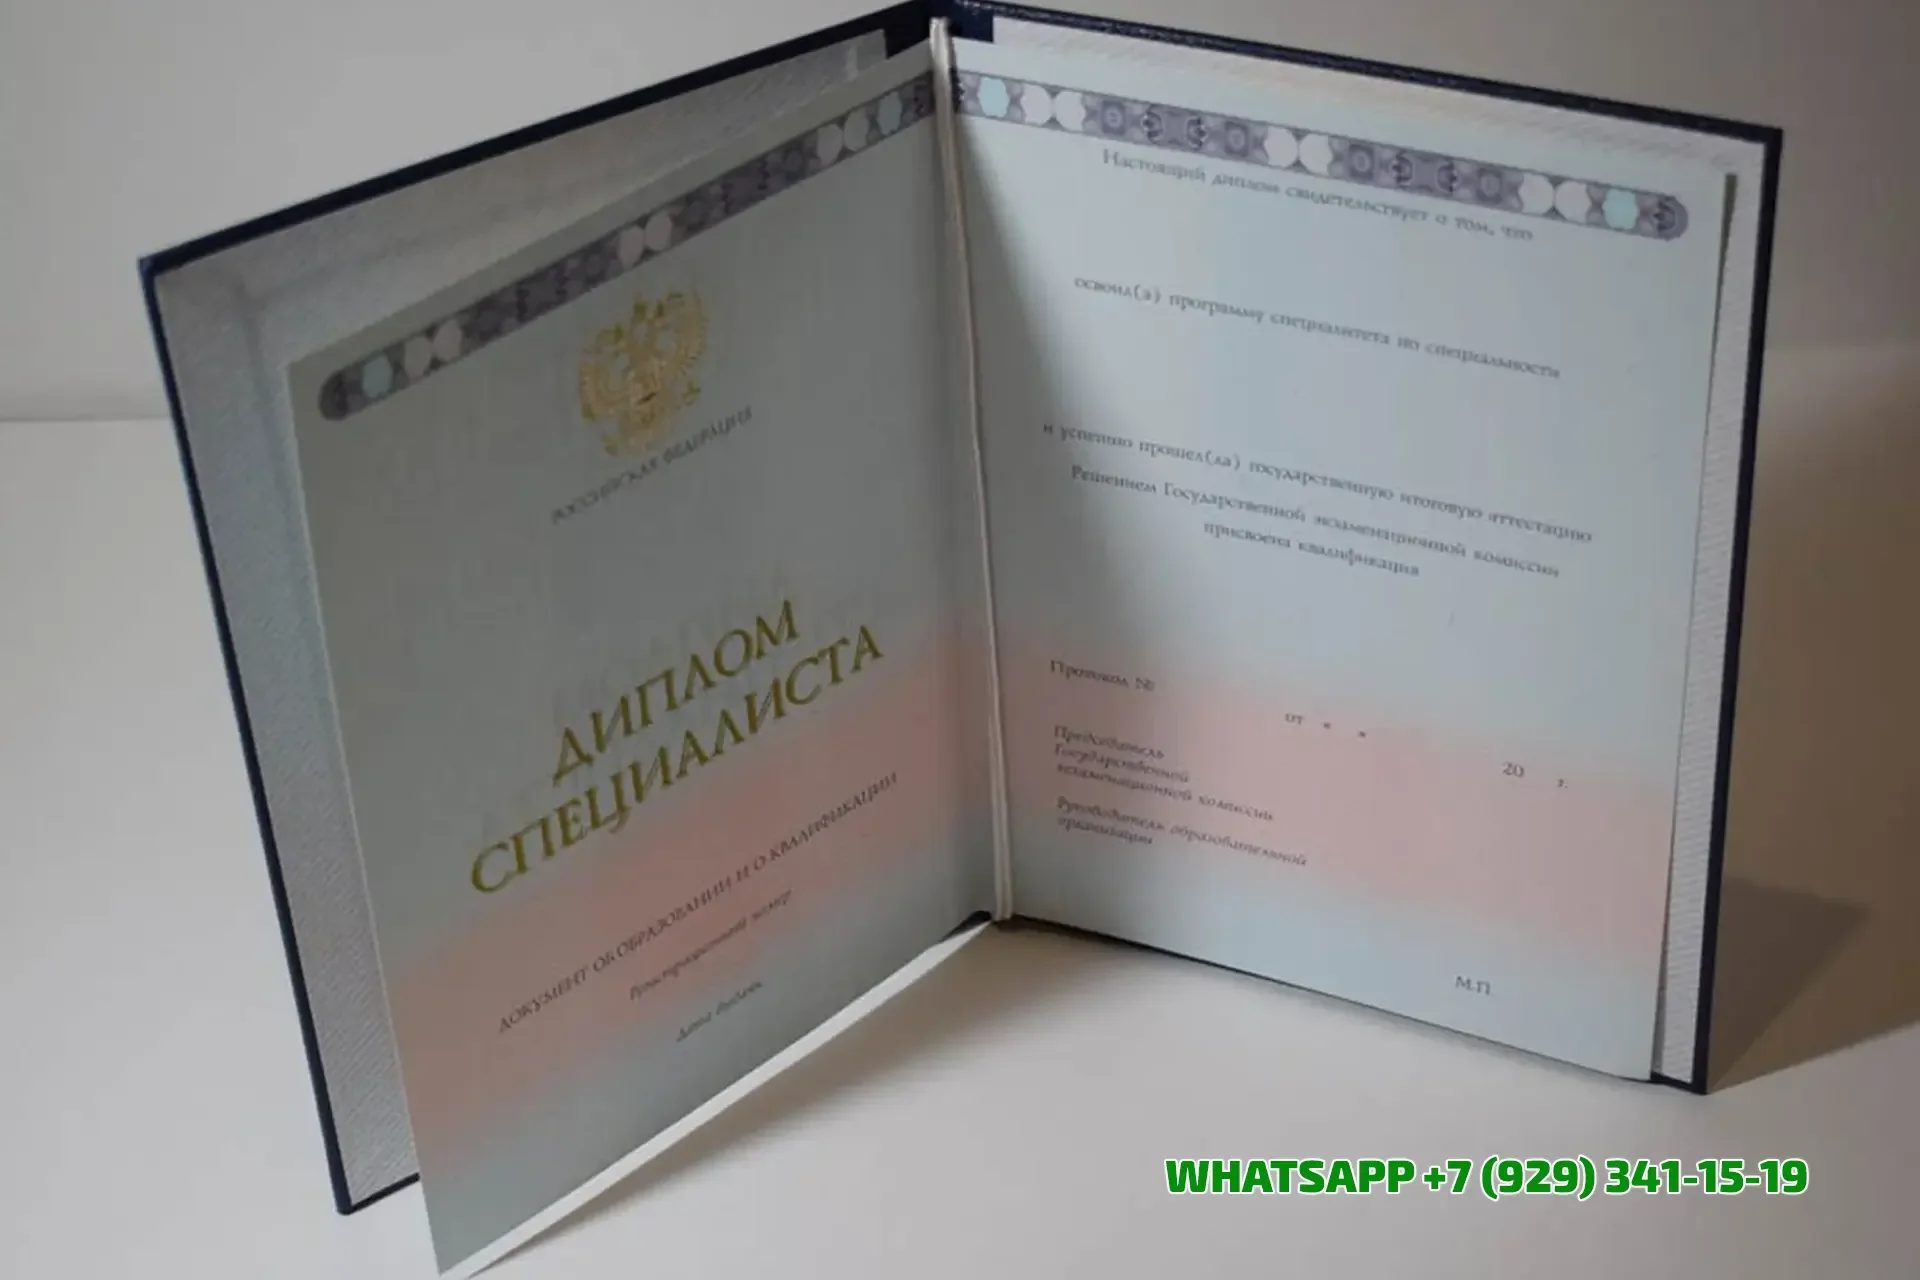 РОССИЙСКАЯ ФЕДЕРАЦИЯ
ДИПЛОМ
СПЕЦИАЛИСТА
ДОКУМЕНТ ОБ ОБРАЗОВАНИИ И О КВАЛИФИКАЦИИ
Регистрационный номер
Дата выдачи
Настоящий диплом свидетельствует о том, что
освоил(а) программу специалитета по специальности
и успешно прошел(ла) государственную итоговую аттестацию
Решением Государственной экзаменационной комиссии
присвоена квалификация
Протокол №
от « » 20 г.
Председатель
Государственной
экзаменационной комиссии
Руководитель образовательной
организации
М.П.
WHATSAPP +7 (929) 341-15-19